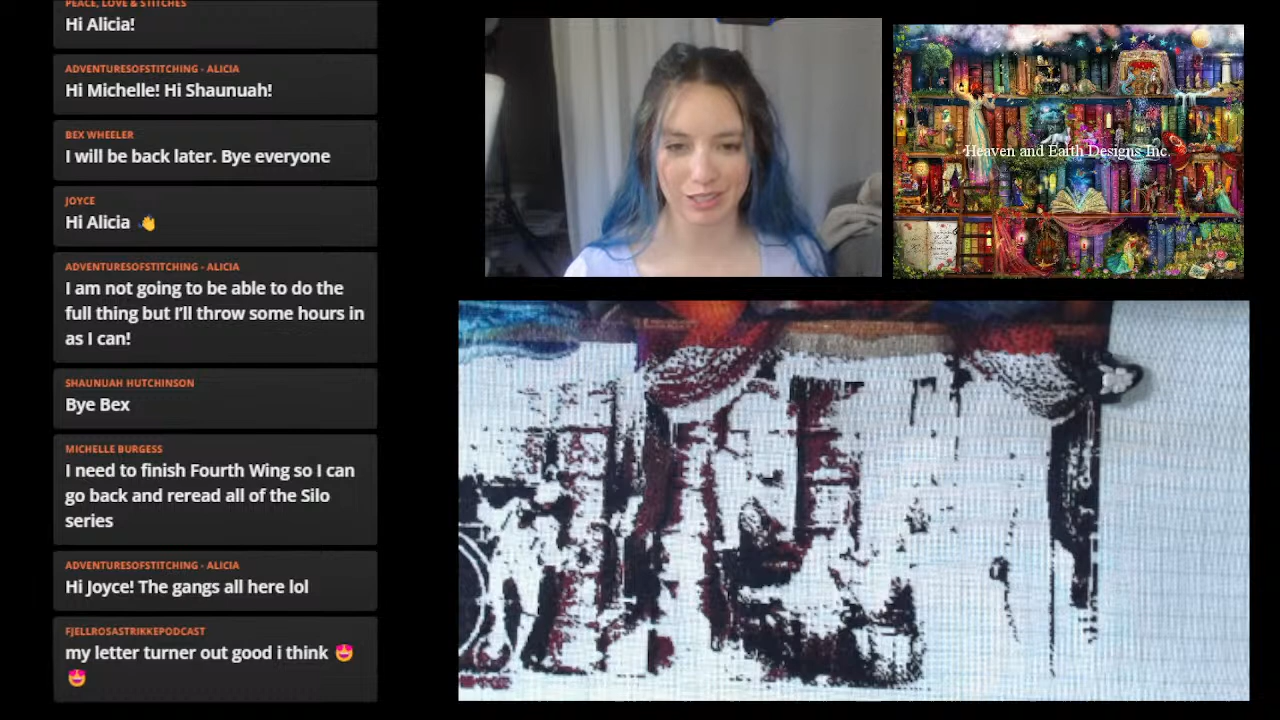 PEACE, LOVE & STITCHES
Hi Alicia!
ADVENTURESOFSTITCHING - ALICIA
Hi Michelle! Hi Shaunuah!
BEX WHEELER
I will be back later. Bye everyone
JOYCE
Hi Alicia 👋
ADVENTURESOFSTITCHING - ALICIA
I am not going to be able to do the
full thing but I'll throw some hours in
as I can!
SHAUNUAH HUTCHINSON
Bye Bex
MICHELLE BURGESS
I need to finish Fourth Wing so I can
go back and reread all of the Silo
series
ADVENTURESOFSTITCHING - ALICIA
Hi Joyce! The gangs all here lol
FJELLROSASTRIKKEPODCAST
my letter turner out good i think 🤩
🤩
Heaven and Earth Designs Inc